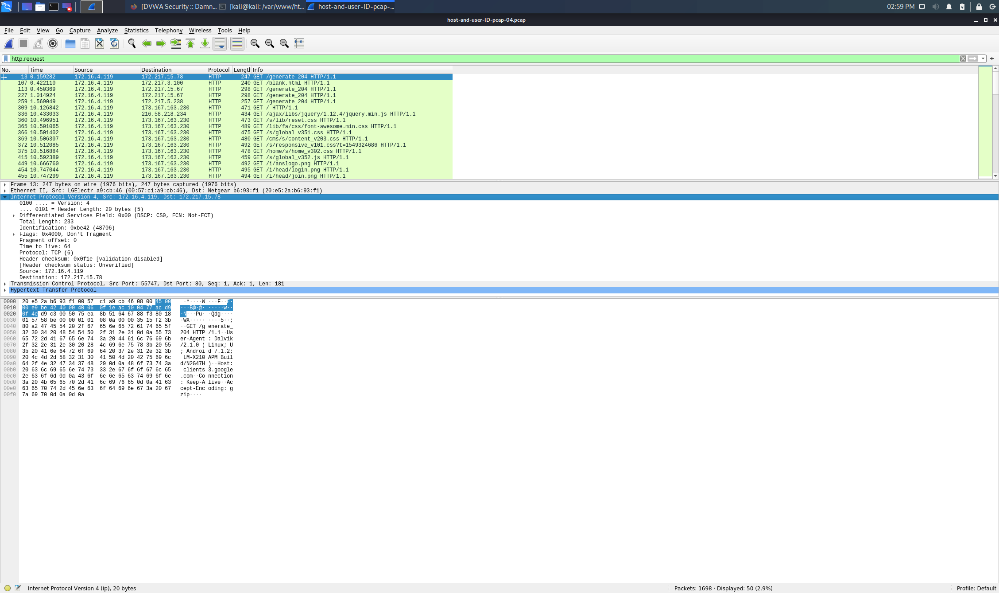 [DVWA Security :: Damn... [kali@kali: /var/www/ht... host-and-user-ID-pcap-... 02:59 PM
host-and-user-ID-pcap-04.pcap
File Edit View Go Capture Analyze Statistics Telephony Wireless Tools Help
http.request
No. Time Source Destination Protocol Length Info
13 0.159282 172.16.4.119 172.217.15.78 HTTP 247 GET /generate_204 HTTP/1.1
107 0.422110 172.16.4.119 172.217.3.100 HTTP 240 GET /blank.html HTTP/1.1
113 0.450369 172.16.4.119 172.217.15.67 HTTP 298 GET /generate_204 HTTP/1.1
227 1.014924 172.16.4.119 172.217.15.67 HTTP 298 GET /generate_204 HTTP/1.1
259 1.569049 172.16.4.119 172.217.5.238 HTTP 257 GET /generate_204 HTTP/1.1
309 10.126842 172.16.4.119 173.167.163.230 HTTP 471 GET / HTTP/1.1
336 10.433033 172.16.4.119 216.58.218.234 HTTP 434 GET /ajax/libs/jquery/1.12.4/jquery.min.js HTTP/1.1
360 10.496951 172.16.4.119 173.167.163.230 HTTP 473 GET /s/lib/reset.css HTTP/1.1
365 10.501065 172.16.4.119 173.167.163.230 HTTP 489 GET /lib/fa/css/font-awesome.min.css HTTP/1.1
366 10.501402 172.16.4.119 173.167.163.230 HTTP 475 GET /s/global_v351.css HTTP/1.1
369 10.506307 172.16.4.119 173.167.163.230 HTTP 480 GET /cms/s/content_v203.css HTTP/1.1
372 10.512085 172.16.4.119 173.167.163.230 HTTP 492 GET /s/responsive_v101.css?t=1549324686 HTTP/1.1
375 10.516884 172.16.4.119 173.167.163.230 HTTP 478 GET /home/s/home_v302.css HTTP/1.1
415 10.592389 172.16.4.119 173.167.163.230 HTTP 459 GET /s/global_v352.js HTTP/1.1
449 10.666760 172.16.4.119 173.167.163.230 HTTP 492 GET /i/anslogo.png HTTP/1.1
454 10.747044 172.16.4.119 173.167.163.230 HTTP 495 GET /i/head/login.png HTTP/1.1
455 10.747299 172.16.4.119 173.167.163.230 HTTP 494 GET /i/head/join.png HTTP/1.1
Frame 13: 247 bytes on wire (1976 bits), 247 bytes captured (1976 bits)
Ethernet II, Src: LGElectr_a9:cb:46 (00:57:c1:a9:cb:46), Dst: Netgear_b6:93:f1 (20:e5:2a:b6:93:f1)
Internet Protocol Version 4, Src: 172.16.4.119, Dst: 172.217.15.78
0100 .... = Version: 4
.... 0101 = Header Length: 20 bytes (5)
Differentiated Services Field: 0x00 (DSCP: CS0, ECN: Not-ECT)
Total Length: 233
Identification: 0xbe42 (48706)
Flags: 0x4000, Don't fragment
Fragment offset: 0
Time to live: 64
Protocol: TCP (6)
Header checksum: 0x0f1e [validation disabled]
[Header checksum status: Unverified]
Source: 172.16.4.119
Destination: 172.217.15.78
Transmission Control Protocol, Src Port: 55747, Dst Port: 80, Seq: 1, Ack: 1, Len: 181
Hypertext Transfer Protocol
0000 20 e5 2a b6 93 f1 00 57 c1 a9 cb 46 08 00 45 00 ·*····W ···F··E·
0010 00 e9 be 42 40 00 40 06 0f 1e ac 10 04 77 ac d9 ···B@·@· ·····w··
0020 0f 4e d9 c3 00 50 75 ea 8b 51 64 67 88 f3 80 18 ·N···Pu· ·Qdg····
0030 01 57 58 be 00 00 01 01 08 0a 00 00 35 15 f2 3b ·WX····· ····5··;
0040 80 a2 47 45 54 20 2f 67 65 6e 65 72 61 74 65 5f ··GET /g enerate_
0050 32 30 34 20 48 54 54 50 2f 31 2e 31 0d 0a 55 73 204 HTTP /1.1··Us
0060 65 72 2d 41 67 65 6e 74 3a 20 44 61 6c 76 69 6b er-Agent : Dalvik
0070 2f 32 2e 31 2e 30 20 28 4c 69 6e 75 78 3b 20 55 /2.1.0 ( Linux; U
0080 3b 20 41 6e 64 72 6f 69 64 20 37 2e 31 2e 32 3b ; Androi d 7.1.2;
0090 20 4c 4d 2d 58 32 31 30 41 50 4d 20 42 75 69 6c LM-X210 APM Buil
00a0 64 2f 4e 32 47 34 37 48 29 0d 0a 48 6f 73 74 3a d/N2G47H )··Host:
00b0 20 63 6c 69 65 6e 74 73 33 2e 67 6f 6f 67 6c 65 clients 3.google
00c0 2e 63 6f 6d 0d 0a 43 6f 6e 6e 65 63 74 69 6f 6e .com··Co nnection
00d0 3a 20 4b 65 65 70 2d 41 6c 69 76 65 0d 0a 41 63 : Keep-A live··Ac
00e0 63 65 70 74 2d 45 6e 63 6f 64 69 6e 67 3a 20 67 cept-Enc oding: g
00f0 7a 69 70 0d 0a 0d 0a zip····
Internet Protocol Version 4 (ip), 20 bytes Packets: 1698 · Displayed: 50 (2.9%) Profile: Default